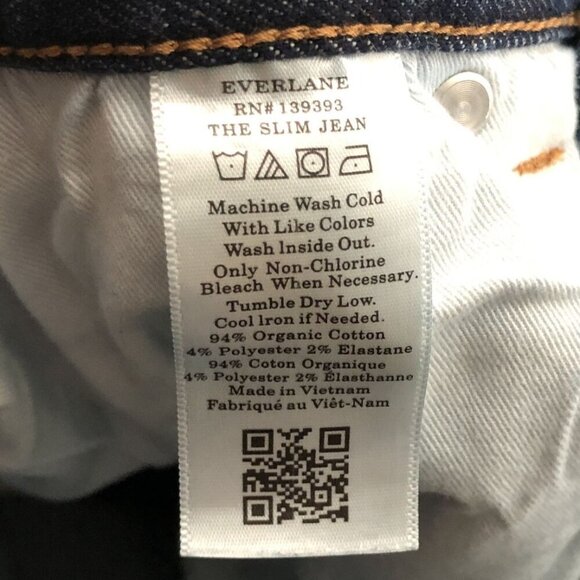 EVERLANE
RN# 139393
THE SLIM JEAN
Machine Wash Cold
With Like Colors
Wash Inside Out.
Only Non-Chlorine
Bleach When Necessary.
Tumble Dry Low.
Cool Iron if Needed.
94% Organic Cotton
4% Polyester 2% Elastane
94% Coton Organique
4% Polyester 2% Élasthanne
Made in Vietnam
Fabriqué au Viêt-Nam